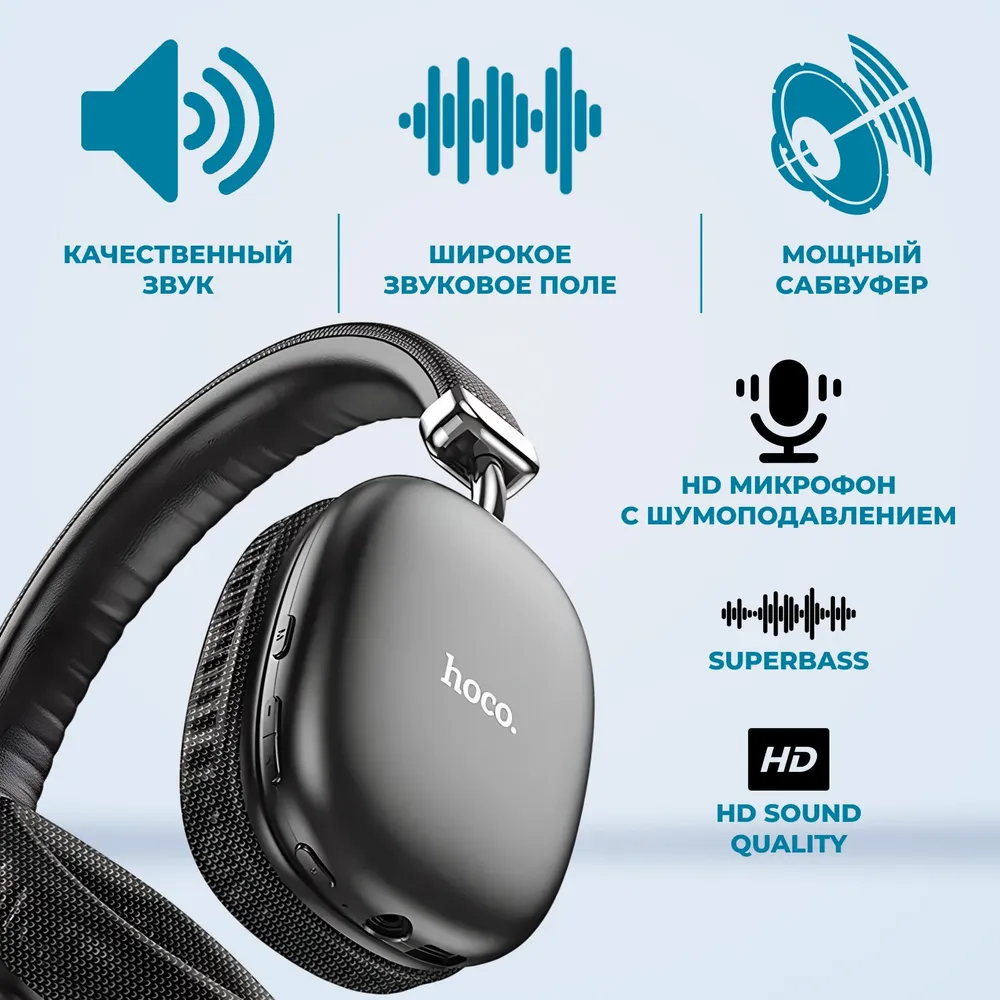 КАЧЕСТВЕННЫЙ
ЗВУК
ШИРОКОЕ
ЗВУКОВОЕ ПОЛЕ
МОЩНЫЙ
САБВУФЕР
HD МИКРОФОН
С ШУМОПОДАВЛЕНИЕМ
SUPERBASS
HD
HD SOUND
QUALITY
hoco.